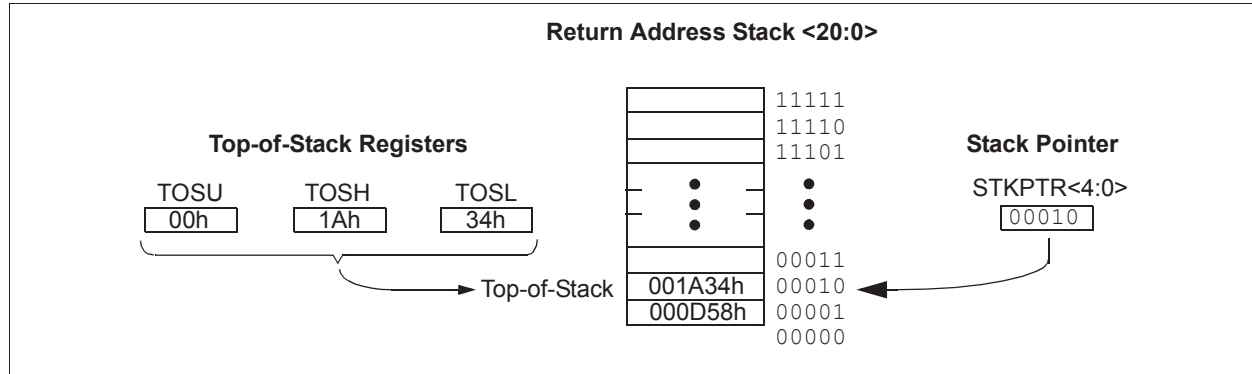 Return Address Stack <20:0>
11111
11110
11101
Top-of-Stack Registers
Stack Pointer
TOSU TOSH TOSL
00h 1Ah 34h
STKPTR<4:0>
00010
00011
Top-of-Stack 001A34h 00010
000D58h 00001
00000